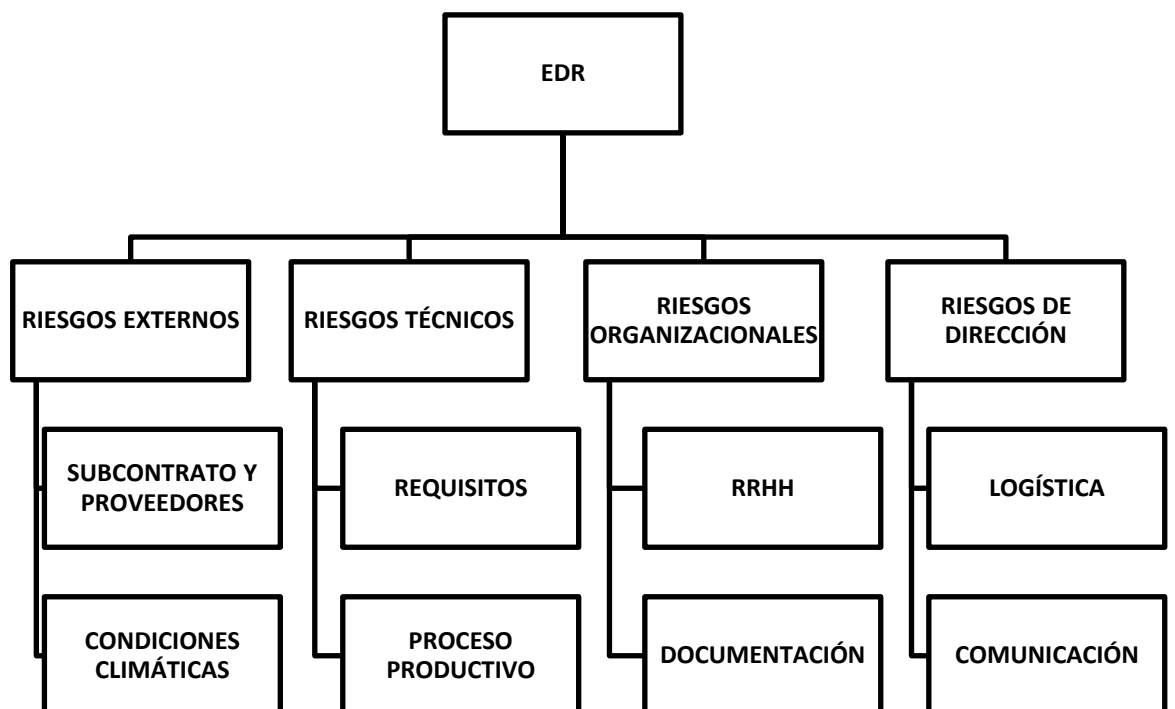 EDR
RIESGOS EXTERNOS
RIESGOS TÉCNICOS
RIESGOS
ORGANIZACIONALES
RIESGOS DE
DIRECCIÓN
SUBCONTRATO Y
PROVEEDORES
REQUISITOS
RRHH
LOGÍSTICA
CONDICIONES
CLIMÁTICAS
PROCESO
PRODUCTIVO
DOCUMENTACIÓN
COMUNICACIÓN